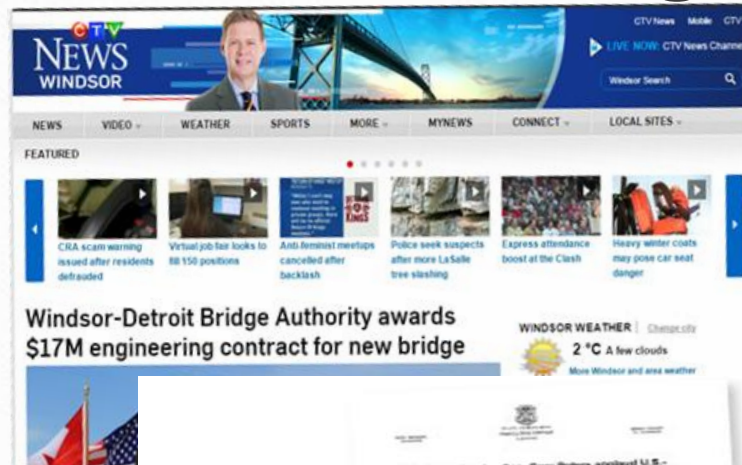 CTV News Mobile CTV
CTV
NEWS
WINDSOR
LIVE NOW: CTV News Channe
Windsor Search
NEWS VIDEO WEATHER SPORTS MORE MYNEWS CONNECT LOCAL SITES
FEATURED
CRA scam warning
issued after residents
defrauded
Virtual job fair looks to
fill 150 positions
Anti-feminist meetups
cancelled after
backlash
Police seek suspects
after more LaSalle
tree slashing
Express attendance
boost at the Clash
Heavy winter coats
may pose car seat
danger
Windsor-Detroit Bridge Authority awards
$17M engineering contract for new bridge
WINDSOR WEATHER Change city
2 °C A few clouds
More Windsor and area weather
applaud U.S.-